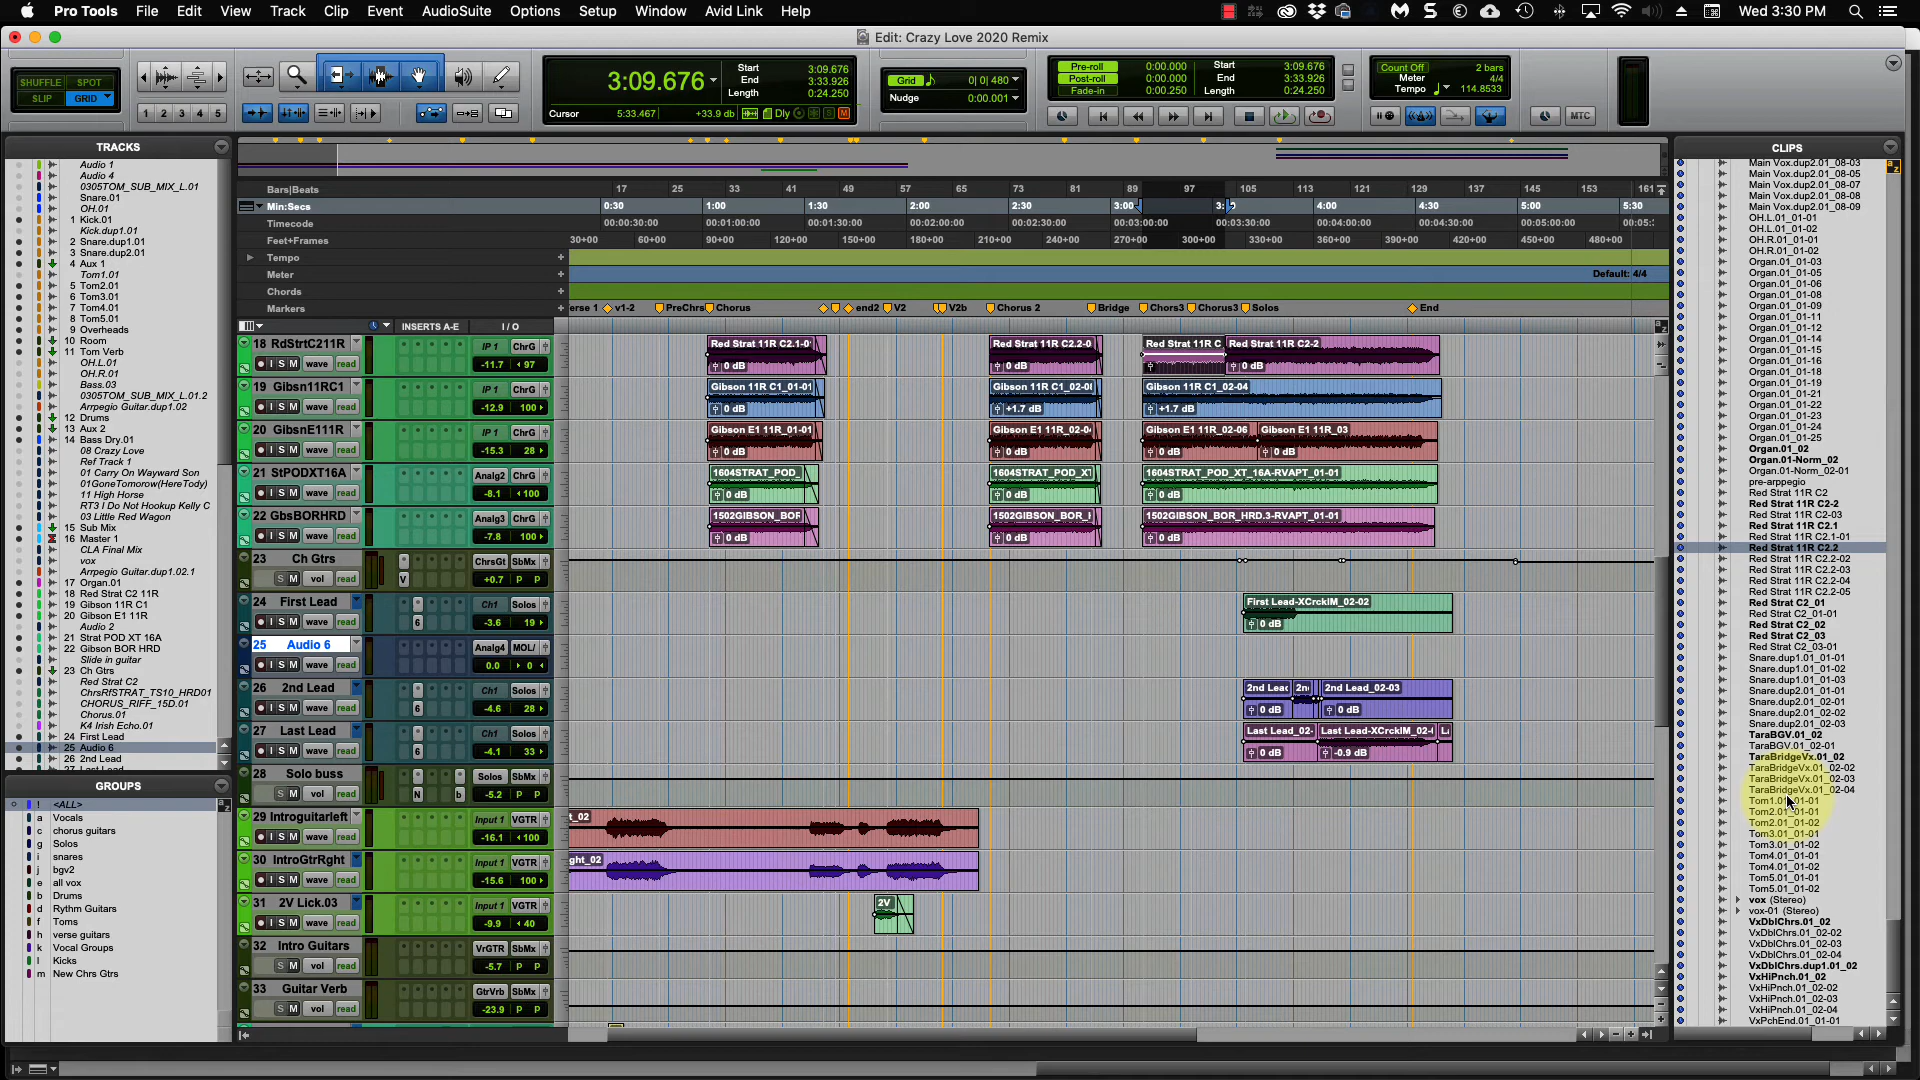 Pro Tools File Edit View Track Clip Event AudioSuite Options Setup Window Avid Link Help Wed 3:30 PM
Edit: Crazy Love 2020 Remix
SHUFFLE SPOT
SLIP GRID
1 2 3 4 5
3:09.676
Start 3:09.676
End 3:33.926
Length 0:24.250
Cursor 5:33.467 +33.9 db Dly
Grid 0| 0| 480
Nudge 0:00.001
Pre-roll 0:00.000
Post-roll 0:00.000
Fade-in 0:00.250
Start 3:09.676
End 3:33.926
Length 0:24.250
Count Off 2 bars
Meter 4/4
Tempo 114.8533
MTC
TRACKS
Audio 1
Audio 4
0305TOM_SUB_MIX_L.01
Snare.01
OH.01
1 Kick.01
Kick.dup1.01
2 Snare.dup1.01
3 Snare.dup2.01
4 Aux 1
Tom1.01
5 Tom2.01
6 Tom3.01
7 Tom4.01
8 Tom5.01
9 Overheads
10 Room
11 Tom Verb
OH.L.01
OH.R.01
Bass.03
0305TOM_SUB_MIX_L.01.2
Arrpegio Guitar.dup1.02
12 Drums
13 Aux 2
14 Bass Dry.01
08 Crazy Love
Ref Track 1
01 Carry On Wayward Son
01GoneTomorow(HereTody)
11 High Horse
RT3 I Do Not Hookup Kelly C
03 Little Red Wagon
15 Sub Mix
16 Master 1
CLA Final Mix
vox
Arrpegio Guitar.dup1.02.1
17 Organ.01
18 Red Strat C2 11R
19 Gibson 11R C1
20 Gibson E1 11R
Audio 2
21 Strat POD XT 16A
22 Gibson BOR HRD
Slide in guitar
23 Ch Gtrs
Red Strat C2
ChrsRfSTRAT_TS10_HRD01
CHORUS_RIFF_15D.01
Chorus.01
K4 Irish Echo.01
24 First Lead
25 Audio 6
26 2nd Lead
GROUPS
! <ALL>
a Vocals
c chorus guitars
g Solos
i snares
j bgv2
e all vox
b Drums
d Rythm Guitars
f Toms
h verse guitars
k Vocal Groups
l Kicks
m New Chrs Gtrs
Bars|Beats 17 25 33 41 49 57 65 73 81 89 97 105 113 121 129 137 145 153 161
Min:Secs 0:30 1:00 1:30 2:00 2:30 3:00 4:00 4:30 5:00 5:30
Timecode 00:00:30:00 00:01:00:00 00:01:30:00 00:02:00:00 00:02:30:00 00:03:00:00 00:03:30:00 00:04:00:00 00:04:30:00 00:05:00:00
Feet+Frames 30+00 60+00 90+00 120+00 150+00 180+00 210+00 240+00 270+00 300+00 330+00 360+00 390+00 420+00 450+00 480+00
Tempo
Meter Default: 4/4
Chords
Markers erse 1 v1-2 PreChrs Chorus end2 V2 V2b Chorus 2 Bridge Chors3 Chorus3 Solos End
INSERTS A-E I / O
18 RdStrtC211R IP 1 ChrG Red Strat 11R C2.1-0 Red Strat 11R C2.2-0 Red Strat 11R C Red Strat 11R C2-2
I S M wave read -11.7 97 0 dB 0 dB 0 dB
19 Gibsn11RC1 IP 1 ChrG Gibson 11R C1_01-01 Gibson 11R C1_02-0 Gibson 11R C1_02-04
I S M wave read -12.9 100 0 dB +1.7 dB +1.7 dB
20 GibsnE111R IP 1 ChrG Gibson E1 11R_01-01 Gibson E1 11R_02-0 Gibson E1 11R_02-06 Gibson E1 11R_03
I S M wave read -15.3 28 0 dB 0 dB 0 dB 0 dB
21 StPODXT16A Analg2 ChrG 1604STRAT_POD_ 1604STRAT_POD_XT 1604STRAT_POD_XT_16A-RVAPT_01-01
I S M wave read -8.1 100 0 dB 0 dB 0 dB
22 GbsBORHRD Analg3 ChrG 1502GIBSON_BOF 1502GIBSON_BOR_H 1502GIBSON_BOR_HRD.3-RVAPT_01-01
I S M wave read -7.8 100 0 dB 0 dB 0 dB
23 Ch Gtrs ChrsGt SbMx
S M vol read V +0.7 P P
24 First Lead Ch1 Solos First Lead-XCrcklM_02-02
I S M wave read 6 -3.6 19 0 dB
25 Audio 6 Analg4 MOL/
I S M wave read 0.0 0
26 2nd Lead Ch1 Solos 2nd Leac 2n 2nd Lead_02-03
I S M wave read 6 -4.6 28 0 dB 0 dB
27 Last Lead Ch1 Solos Last Lead_02- Last Lead-XCrcklM_02-
I S M wave read 6 -4.1 33 0 dB -0.9 dB
28 Solo buss Solos SbMx
S M vol read N b -5.2 P P
29 Introguitarleft Input 1 VGTR t_02
I S M wave read -16.1 100
30 IntroGtrRght Input 1 VGTR ght_02
I S M wave read -15.6 100
31 2V Lick.03 Input 1 VGTR 2V
I S M wave read -9.9 40
32 Intro Guitars VrGTR SbMx
S M vol read -5.7 P P
33 Guitar Verb GtrVrb SbMx
S M vol read -23.9 P P
CLIPS
Main Vox.dup2.01_08-03
Main Vox.dup2.01_08-05
Main Vox.dup2.01_08-07
Main Vox.dup2.01_08-08
Main Vox.dup2.01_08-09
OH.L.01_01-01
OH.L.01_01-02
OH.R.01_01-01
OH.R.01_01-02
Organ.01_01-03
Organ.01_01-05
Organ.01_01-06
Organ.01_01-08
Organ.01_01-09
Organ.01_01-11
Organ.01_01-12
Organ.01_01-14
Organ.01_01-15
Organ.01_01-16
Organ.01_01-18
Organ.01_01-19
Organ.01_01-21
Organ.01_01-22
Organ.01_01-23
Organ.01_01-24
Organ.01_01-25
Organ.01_02
Organ.01-Norm_02
Organ.01-Norm_02-01
pre-arppegio
Red Strat 11R C2
Red Strat 11R C2-2
Red Strat 11R C2-03
Red Strat 11R C2.1
Red Strat 11R C2.1-01
Red Strat 11R C2.2
Red Strat 11R C2.2-02
Red Strat 11R C2.2-03
Red Strat 11R C2.2-04
Red Strat 11R C2.2-05
Red Strat C2_01
Red Strat C2_01-01
Red Strat C2_02
Red Strat C2_03
Red Strat C2_03-01
Snare.dup1.01_01-01
Snare.dup1.01_01-02
Snare.dup1.01_01-03
Snare.dup2.01_01-01
Snare.dup2.01_01-02
Snare.dup2.01_02-02
Snare.dup2.01_02-03
TaraBGV.01_02
TaraBGV.01_02-01
TaraBridgeVx.01_02
TaraBridgeVx.01_02-02
TaraBridgeVx.01_02-03
TaraBridgeVx.01_02-04
Tom1.01_01-01
Tom2.01_01-01
Tom2.01_01-02
Tom3.01_01-01
Tom3.01_01-02
Tom4.01_01-01
Tom4.01_01-02
Tom5.01_01-01
Tom5.01_01-02
vox (Stereo)
vox-01 (Stereo)
VxDblChrs.01_02
VxDblChrs.01_02-02
VxDblChrs.01_02-03
VxDblChrs.01_02-04
VxDblChrs.dup1.01_02
VxHiPnch.01_02
VxHiPnch.01_02-02
VxHiPnch.01_02-03
VxHiPnch.01_02-04
VxPchEnd.01_01-01